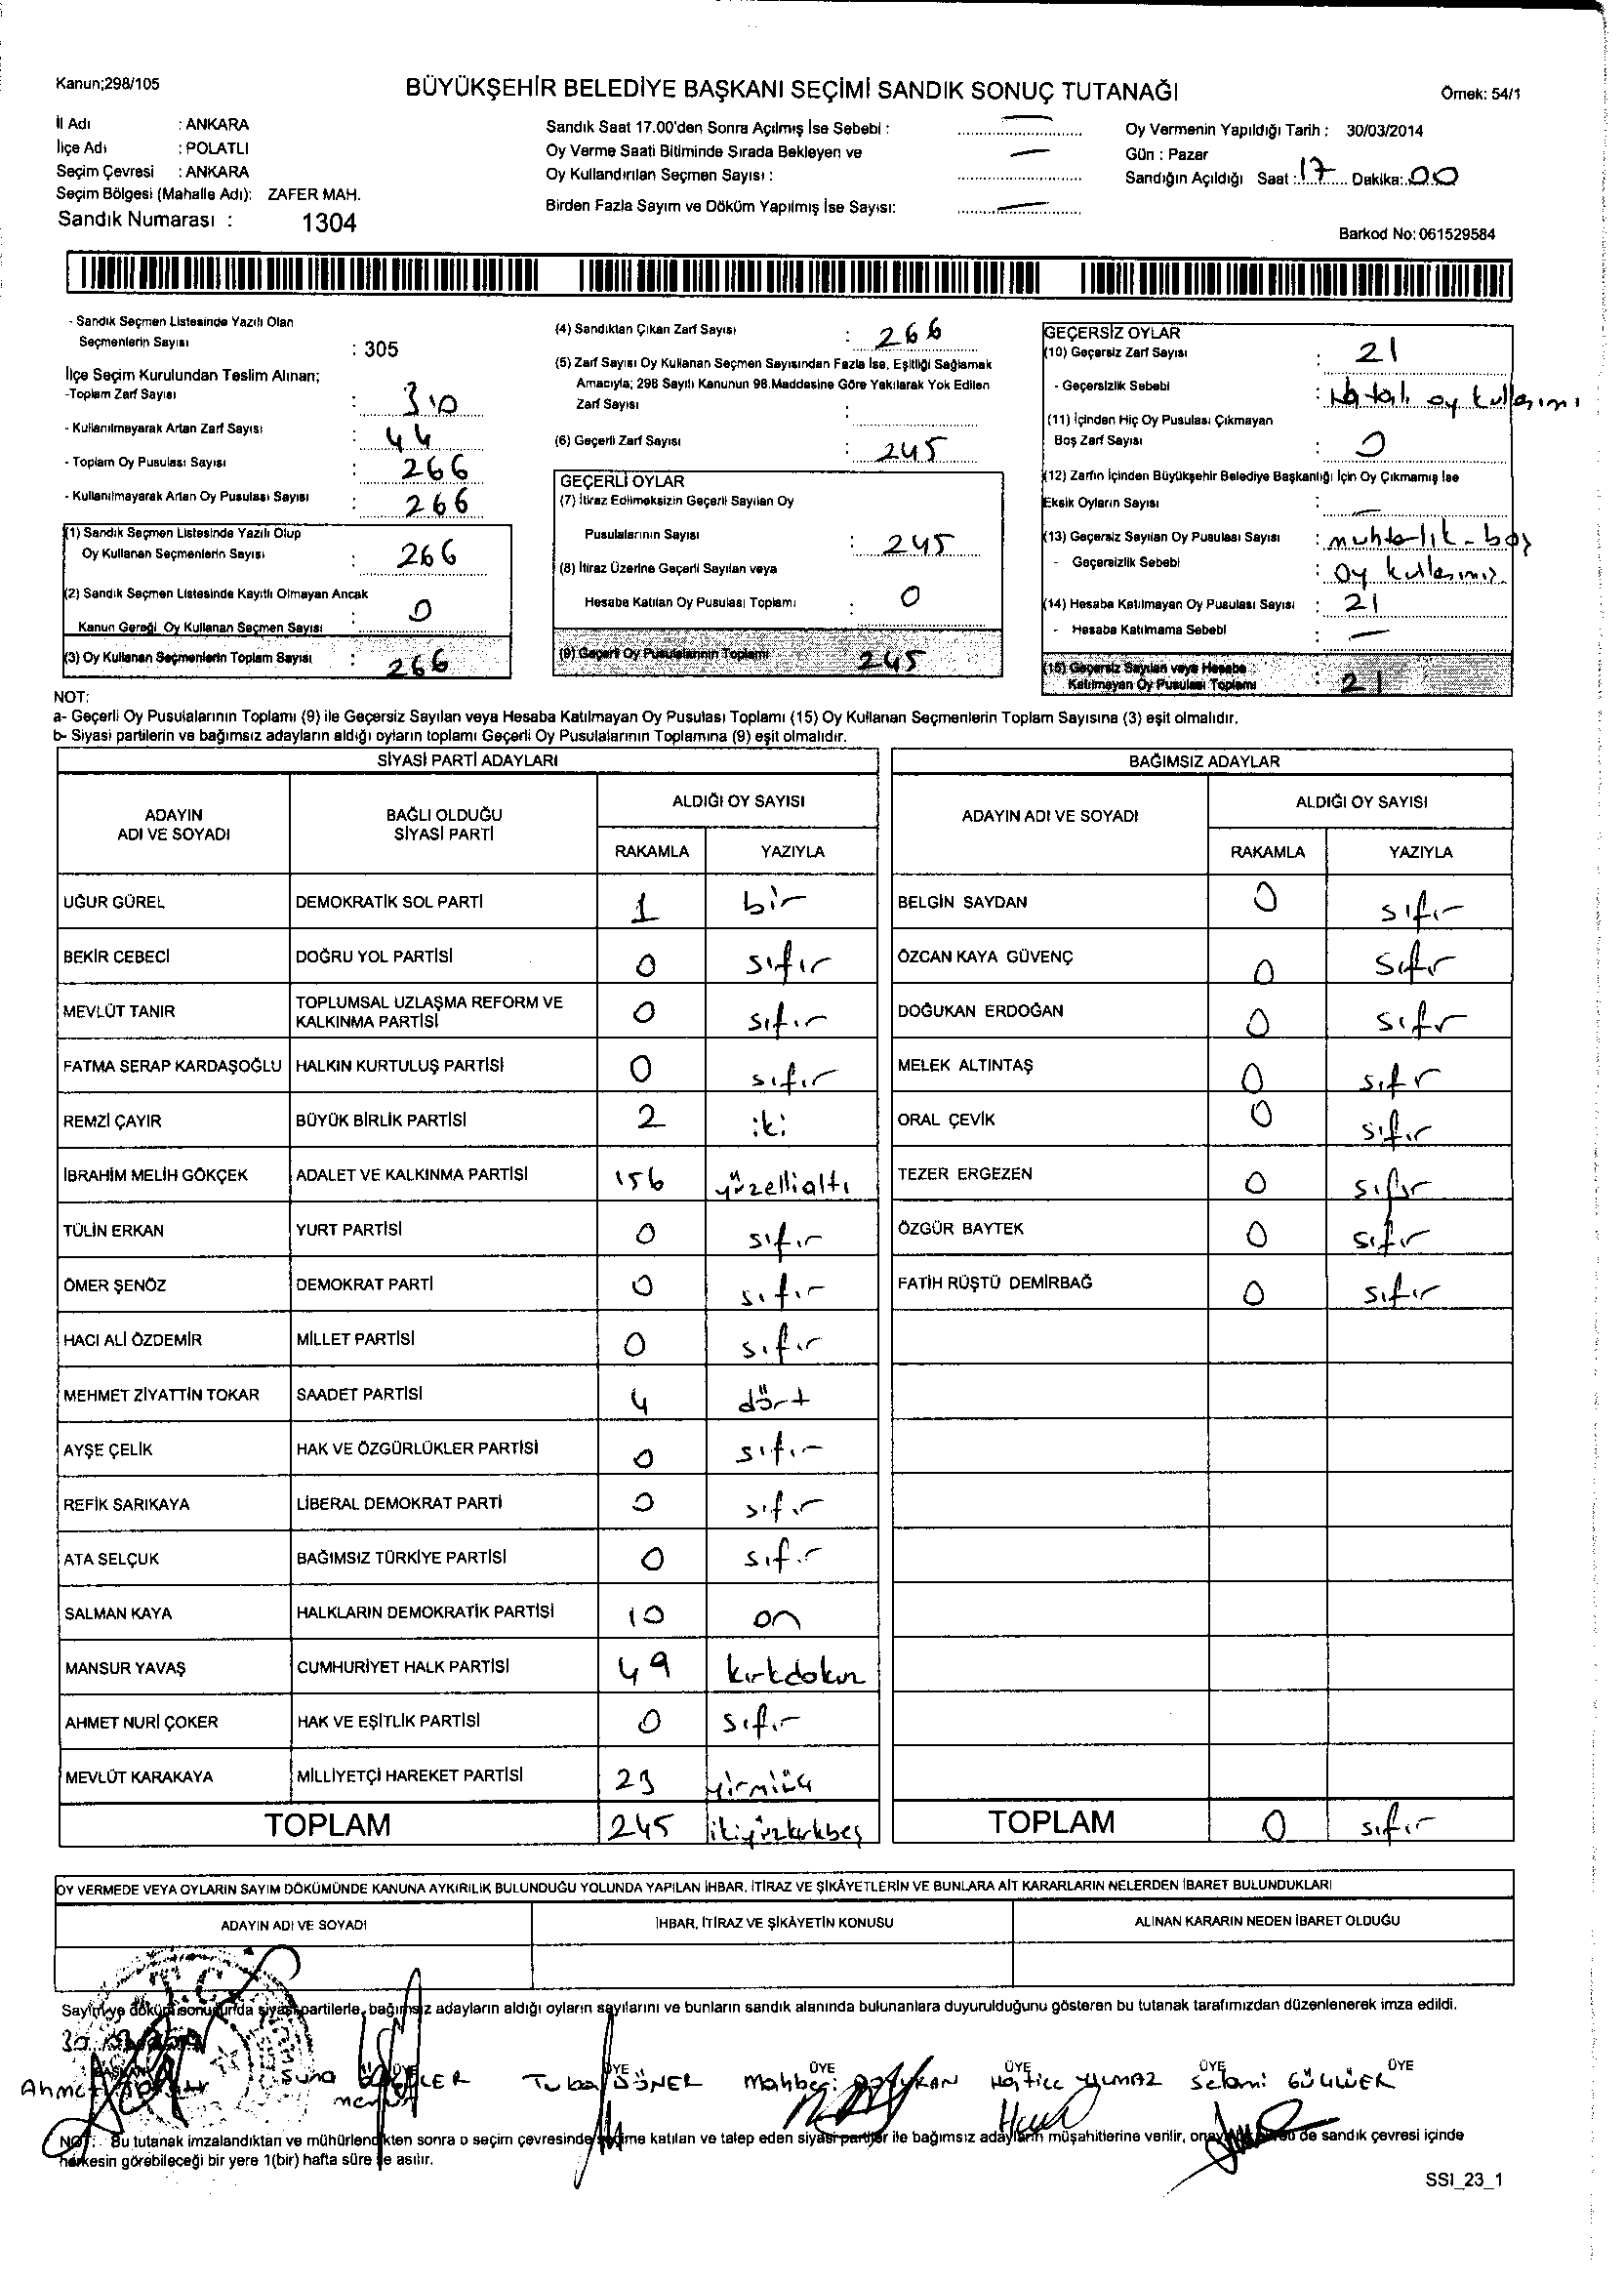 Kanun;298/105
BÜYÜKŞEHİR BELEDİYE BAŞKANI SEÇİMİ SANDIK SONUÇ TUTANAĞI
Örnek: 54/1
İl Adı : ANKARA
İlçe Adı : POLATLI
Seçim Çevresi : ANKARA
Seçim Bölgesi (Mahalle Adı): ZAFER MAH.
Sandık Numarası : 1304
Sandık Saat 17.00'den Sonra Açılmış İse Sebebi : —
Oy Verme Saati Bitiminde Sırada Bekleyen ve
Oy Kullandırılan Seçmen Sayısı : —
Birden Fazla Sayım ve Döküm Yapılmış İse Sayısı: —
Oy Vermenin Yapıldığı Tarih : 30/03/2014
Gün : Pazar
Sandığın Açıldığı Saat : 17 Dakika: 00
Barkod No: 061529584
- Sandık Seçmen Listesinde Yazılı Olan
Seçmenlerin Sayısı : 305
İlçe Seçim Kurulundan Teslim Alınan;
-Toplam Zarf Sayısı : 310
- Kullanılmayarak Artan Zarf Sayısı : 44
- Toplam Oy Pusulası Sayısı : 266
- Kullanılmayarak Artan Oy Pusulası Sayısı : 266
(1) Sandık Seçmen Listesinde Yazılı Olup
Oy Kullanan Seçmenlerin Sayısı : 266
(2) Sandık Seçmen Listesinde Kayıtlı Olmayan Ancak
Kanun Gereği Oy Kullanan Seçmen Sayısı : 0
(3) Oy Kullanan Seçmenlerin Toplam Sayısı : 266
(4) Sandıktan Çıkan Zarf Sayısı : 266
(5) Zarf Sayısı Oy Kullanan Seçmen Sayısından Fazla İse, Eşitliği Sağlamak
Amacıyla; 298 Sayılı Kanunun 98.Maddesine Göre Yakılarak Yok Edilen
Zarf Sayısı :
(6) Geçerli Zarf Sayısı : 245
GEÇERLİ OYLAR
(7) İtiraz Edilmeksizin Geçerli Sayılan Oy
Pusulalarının Sayısı : 245
(8) İtiraz Üzerine Geçerli Sayılan veya
Hesaba Katılan Oy Pusulası Toplamı : 0
(9) Geçerli Oy Pusulalarının Toplamı 245
GEÇERSİZ OYLAR
(10) Geçersiz Zarf Sayısı : 21
- Geçersizlik Sebebi : Hatalı oy kullanımı
(11) İçinden Hiç Oy Pusulası Çıkmayan
Boş Zarf Sayısı : 0
(12) Zarfın İçinden Büyükşehir Belediye Başkanlığı İçin Oy Çıkmamış İse
Eksik Oyların Sayısı : —
(13) Geçersiz Sayılan Oy Pusulası Sayısı : muhtarlık - boş
- Geçersizlik Sebebi : oy kullanımı
(14) Hesaba Katılmayan Oy Pusulası Sayısı : 21
- Hesaba Katılmama Sebebi : —
(15) Geçersiz Sayılan veya Hesaba
Katılmayan Oy Pusulası Toplamı : 21
NOT:
a- Geçerli Oy Pusulalarının Toplamı (9) ile Geçersiz Sayılan veya Hesaba Katılmayan Oy Pusulası Toplamı (15) Oy Kullanan Seçmenlerin Toplam Sayısına (3) eşit olmalıdır.
b- Siyasi partilerin ve bağımsız adayların aldığı oyların toplamı Geçerli Oy Pusulalarının Toplamına (9) eşit olmalıdır.
SİYASİ PARTİ ADAYLARI
ADAYIN ADI VE SOYADI BAĞLI OLDUĞU SİYASİ PARTİ ALDIĞI OY SAYISI
RAKAMLA YAZIYLA
UĞUR GÜREL DEMOKRATİK SOL PARTİ 1 bir
BEKİR CEBECİ DOĞRU YOL PARTİSİ 0 sıfır
MEVLÜT TANIR TOPLUMSAL UZLAŞMA REFORM VE KALKINMA PARTİSİ 0 sıfır
FATMA SERAP KARDAŞOĞLU HALKIN KURTULUŞ PARTİSİ 0 sıfır
REMZİ ÇAYIR BÜYÜK BİRLİK PARTİSİ 2 iki
İBRAHİM MELİH GÖKÇEK ADALET VE KALKINMA PARTİSİ 156 yüzellialtı
TÜLİN ERKAN YURT PARTİSİ 0 sıfır
ÖMER ŞENÖZ DEMOKRAT PARTİ 0 sıfır
HACI ALİ ÖZDEMİR MİLLET PARTİSİ 0 sıfır
MEHMET ZİYATTİN TOKAR SAADET PARTİSİ 4 dört
AYŞE ÇELİK HAK VE ÖZGÜRLÜKLER PARTİSİ 0 sıfır
REFİK SARIKAYA LİBERAL DEMOKRAT PARTİ 0 sıfır
ATA SELÇUK BAĞIMSIZ TÜRKİYE PARTİSİ 0 sıfır
SALMAN KAYA HALKLARIN DEMOKRATİK PARTİSİ 10 on
MANSUR YAVAŞ CUMHURİYET HALK PARTİSİ 49 kırkdokuz
AHMET NURİ ÇOKER HAK VE EŞİTLİK PARTİSİ 0 sıfır
MEVLÜT KARAKAYA MİLLİYETÇİ HAREKET PARTİSİ 23 yirmiüç
TOPLAM 245 ikiyüzkırkbeş
BAĞIMSIZ ADAYLAR
ADAYIN ADI VE SOYADI ALDIĞI OY SAYISI
RAKAMLA YAZIYLA
BELGİN SAYDAN 0 sıfır
ÖZCAN KAYA GÜVENÇ 0 sıfır
DOĞUKAN ERDOĞAN 0 sıfır
MELEK ALTINTAŞ 0 sıfır
ORAL ÇEVİK 0 sıfır
TEZER ERGEZEN 0 sıfır
ÖZGÜR BAYTEK 0 sıfır
FATİH RÜŞTÜ DEMİRBAĞ 0 sıfır
TOPLAM 0 sıfır
OY VERMEDE VEYA OYLARIN SAYIM DÖKÜMÜNDE KANUNA AYKIRILIK BULUNDUĞU YOLUNDA YAPILAN İHBAR, İTİRAZ VE ŞİKÂYETLERİN VE BUNLARA AİT KARARLARIN NELERDEN İBARET BULUNDUKLARI
ADAYIN ADI VE SOYADI İHBAR, İTİRAZ VE ŞİKÂYETİN KONUSU ALINAN KARARIN NEDEN İBARET OLDUĞU
T.C.
Sayım ve döküm sonucunda siyasi partilerle, bağımsız adayların aldığı oyların sayılarını ve bunların sandık alanında bulunanlara duyurulduğunu gösteren bu tutanak tarafımızdan düzenlenerek imza edildi.
ÜYE ÜYE ÜYE ÜYE ÜYE
Ahmet Suna Tuba DÖNER Mahberi Hatice YILMAZ Selami GÜLLÜER
NOT: Bu tutanak imzalandıktan ve mühürlendikten sonra o seçim çevresinde seçime katılan ve talep eden siyasi partiler ile bağımsız adayların müşahitlerine verilir, de sandık çevresi içinde
herkesin görebileceği bir yere 1(bir) hafta süre ile asılır.
SSI_23_1